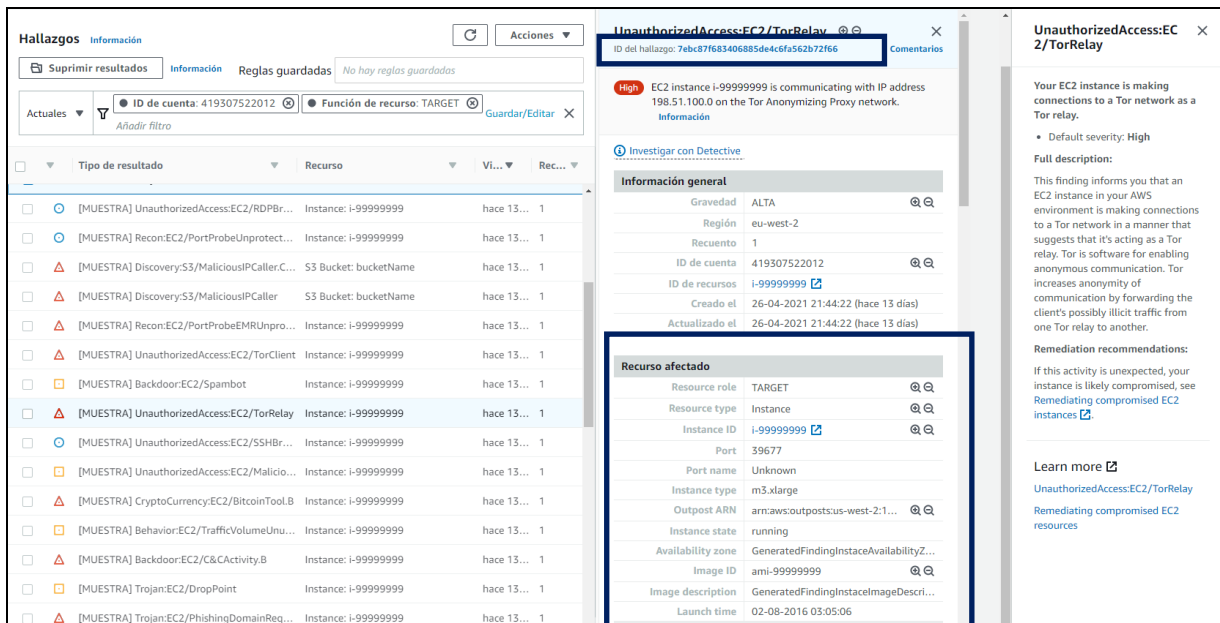 Hallazgos Información
Acciones
Suprimir resultados Información Reglas guardadas No hay reglas guardadas
Actuales ID de cuenta: 419307522012 Función de recurso: TARGET Guardar/Editar
Añadir filtro
Tipo de resultado Recurso Vi... Rec...
[MUESTRA] UnauthorizedAccess:EC2/RDPBr... Instance: i-99999999 hace 13... 1
[MUESTRA] Recon:EC2/PortProbeUnprotect... Instance: i-99999999 hace 13... 1
[MUESTRA] Discovery:S3/MaliciousIPCaller.C... S3 Bucket: bucketName hace 13... 1
[MUESTRA] Discovery:S3/MaliciousIPCaller S3 Bucket: bucketName hace 13... 1
[MUESTRA] Recon:EC2/PortProbeEMRUnpro... Instance: i-99999999 hace 13... 1
[MUESTRA] UnauthorizedAccess:EC2/TorClient Instance: i-99999999 hace 13... 1
[MUESTRA] Backdoor:EC2/Spambot Instance: i-99999999 hace 13... 1
[MUESTRA] UnauthorizedAccess:EC2/TorRelay Instance: i-99999999 hace 13... 1
[MUESTRA] UnauthorizedAccess:EC2/SSHBr... Instance: i-99999999 hace 13... 1
[MUESTRA] UnauthorizedAccess:EC2/Malicio... Instance: i-99999999 hace 13... 1
[MUESTRA] CryptoCurrency:EC2/BitcoinTool.B Instance: i-99999999 hace 13... 1
[MUESTRA] Behavior:EC2/TrafficVolumeUnu... Instance: i-99999999 hace 13... 1
[MUESTRA] Backdoor:EC2/C&CActivity.B Instance: i-99999999 hace 13... 1
[MUESTRA] Trojan:EC2/DropPoint Instance: i-99999999 hace 13... 1
[MUESTRA] Trojan:EC2/PhishingDomainReq... Instance: i-99999999 hace 13... 1
UnauthorizedAccess:EC2/TorRelay
ID del hallazgo: 7ebc87f683406885de4c6fa562b72f66 Comentarios
High EC2 instance i-99999999 is communicating with IP address
198.51.100.0 on the Tor Anonymizing Proxy network.
Información
Investigar con Detective
Información general
Gravedad ALTA
Región eu-west-2
Recuento 1
ID de cuenta 419307522012
ID de recursos i-99999999
Creado el 26-04-2021 21:44:22 (hace 13 días)
Actualizado el 26-04-2021 21:44:22 (hace 13 días)
Recurso afectado
Resource role TARGET
Resource type Instance
Instance ID i-99999999
Port 39677
Port name Unknown
Instance type m3.xlarge
Outpost ARN arn:aws:outposts:us-west-2:1...
Instance state running
Availability zone GeneratedFindingInstaceAvailabilityZ...
Image ID ami-99999999
Image description GeneratedFindingInstaceImageDescri...
Launch time 02-08-2016 03:05:06
UnauthorizedAccess:EC
2/TorRelay
Your EC2 instance is making
connections to a Tor network as a
Tor relay.
• Default severity: High
Full description:
This finding informs you that an
EC2 instance in your AWS
environment is making connections
to a Tor network in a manner that
suggests that it's acting as a Tor
relay. Tor is software for enabling
anonymous communication. Tor
increases anonymity of
communication by forwarding the
client's possibly illicit traffic from
one Tor relay to another.
Remediation recommendations:
If this activity is unexpected, your
instance is likely compromised, see
Remediating compromised EC2
instances.
Learn more
UnauthorizedAccess:EC2/TorRelay
Remediating compromised EC2
resources